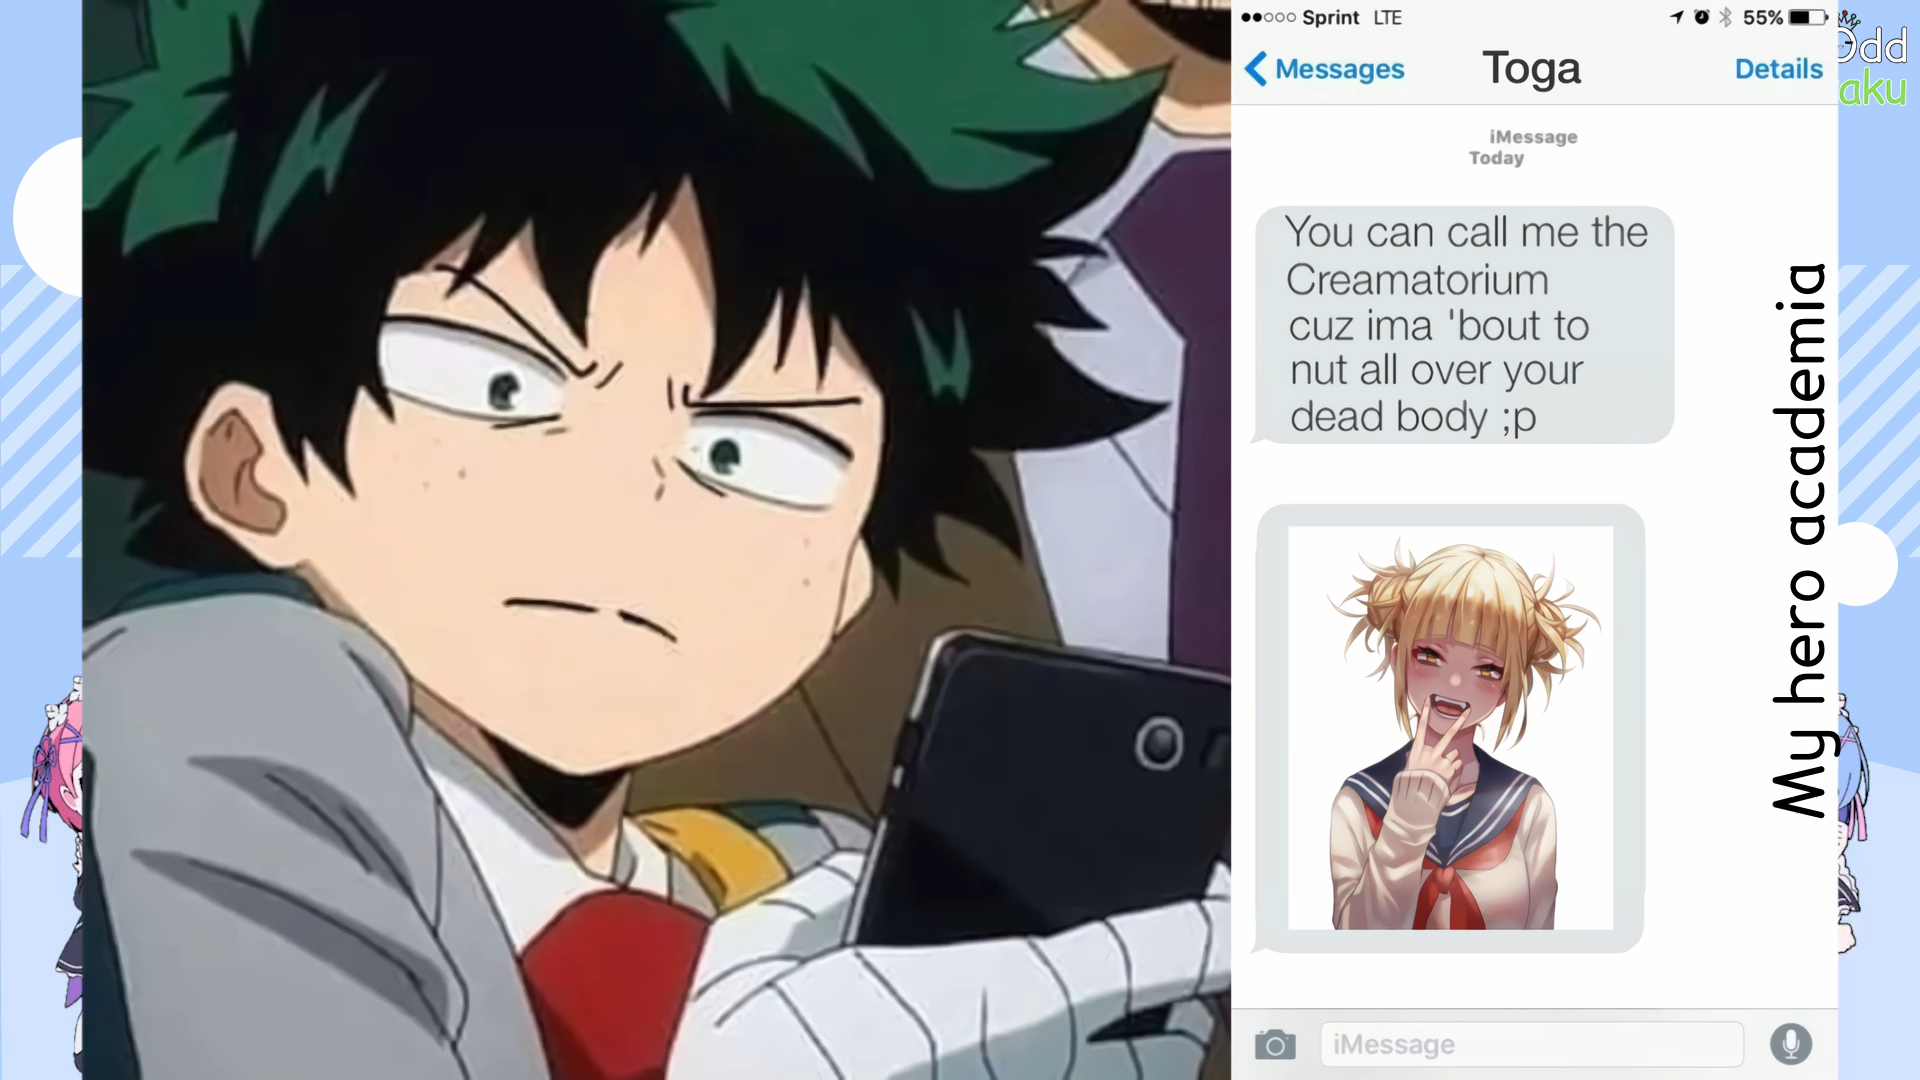 Sprint LTE 55%
Messages Toga Details
iMessage
Today
You can call me the
Creamatorium
cuz ima 'bout to
nut all over your
dead body ;p
iMessage
My hero academia
Odd
aku